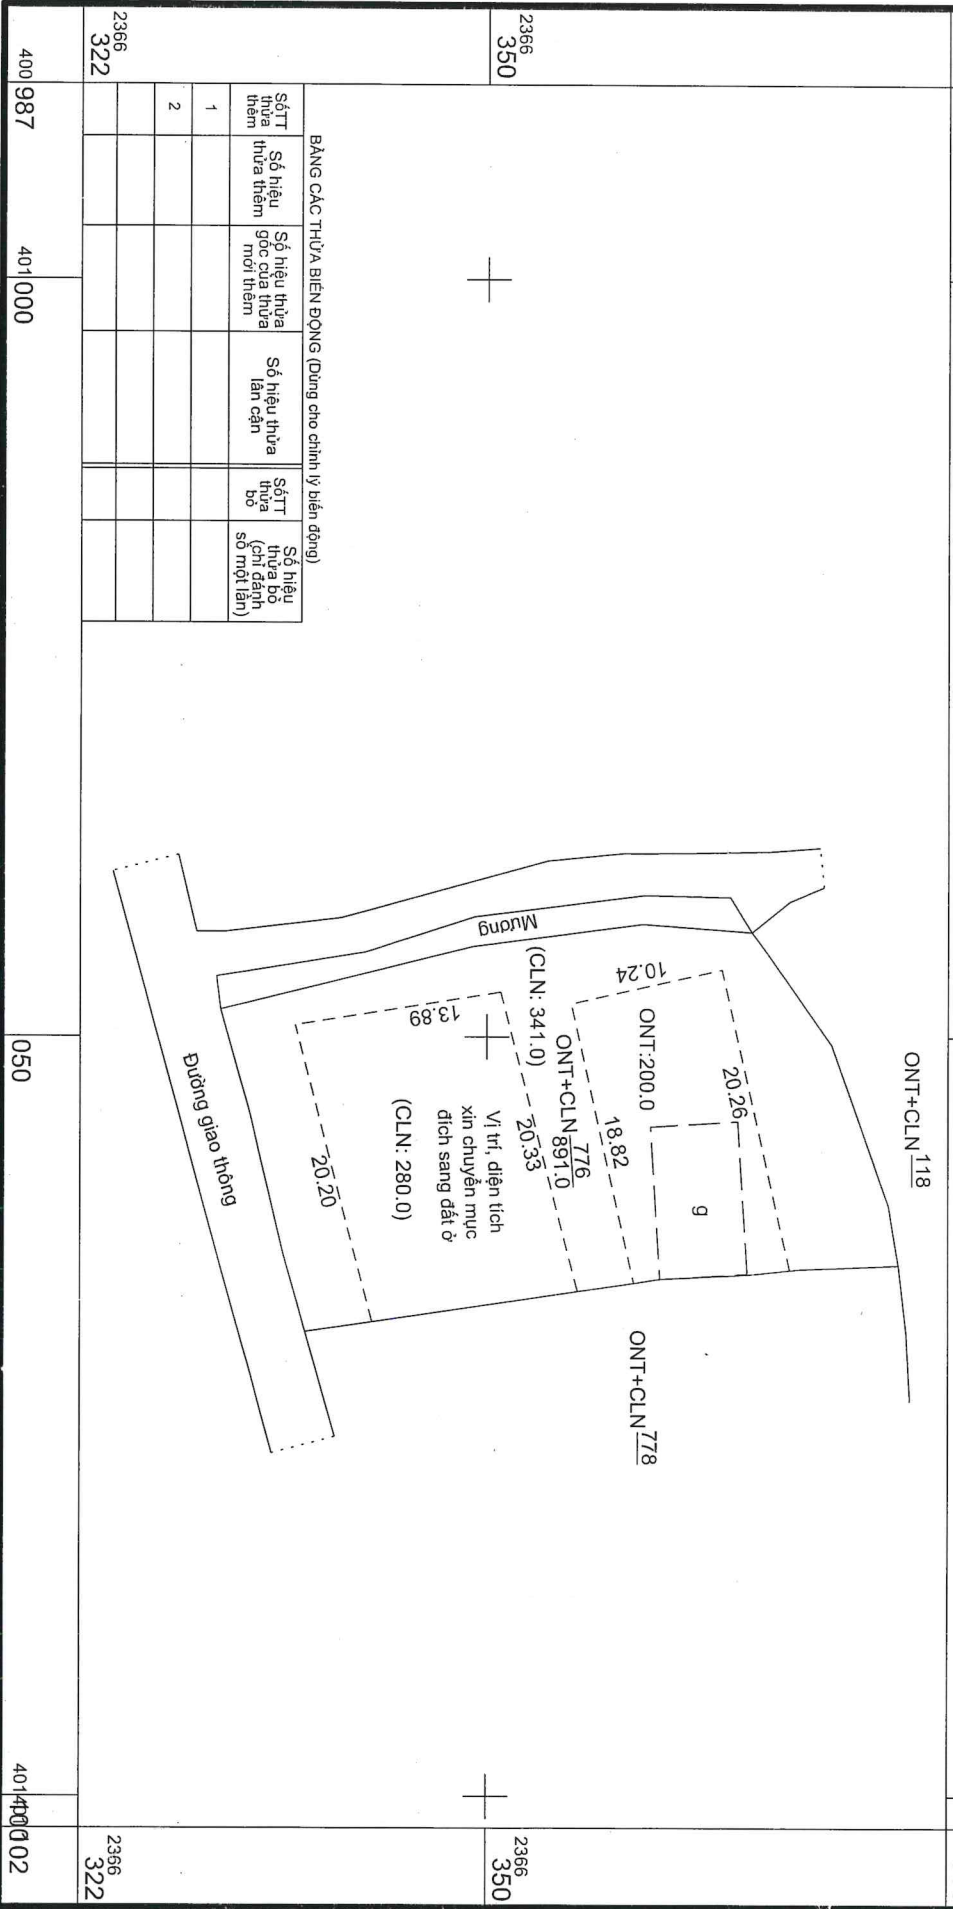 2366
350
2366
350
ONT+CLN 118
10.24
20.26
ONT:200.0
g
18.82
ONT+CLN 776
891.0
(CLN: 341.0)
20.33
Mương
13.89
Vị trí, diện tích
xin chuyển mục
đích sang đất ở
(CLN: 280.0)
20.20
ONT+CLN 778
Đường giao thông
BẢNG CÁC THỬA BIẾN ĐỘNG (Dùng cho chỉnh lý biến động)
SốTT
thửa
thêm
Số hiệu
thửa thêm
Số hiệu thửa
gốc của thửa
mới thêm
Số hiệu thửa
lân cận
SốTT
thửa
bỏ
Số hiệu
thửa bỏ
(chỉ đánh
số một lần)
1
2
2366
322
2366
322
400987
401000
050
102